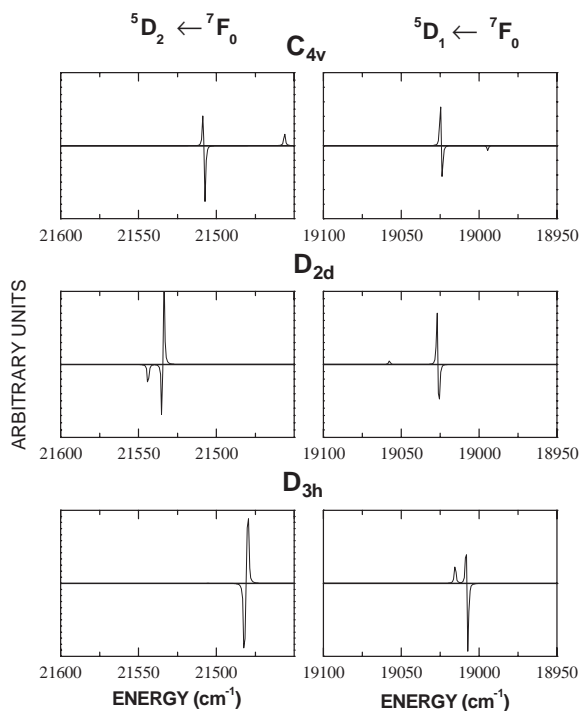 ⁵D₂ ← ⁷F₀
⁵D₁ ← ⁷F₀
C₄ᵥ
21600 21550 21500
19100 19050 19000 18950
D₂d
ARBITRARY UNITS
21600 21550 21500
19100 19050 19000 18950
D₃h
21600 21550 21500
19100 19050 19000 18950
ENERGY (cm⁻¹)
ENERGY (cm⁻¹)